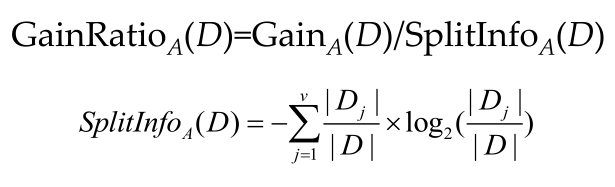 GainRatio_A(D)=Gain_A(D)/SplitInfo_A(D)
SplitInfo_A(D) = -∑_{j=1}^{v} |D_j| / |D| × log_2(|D_j| / |D|)